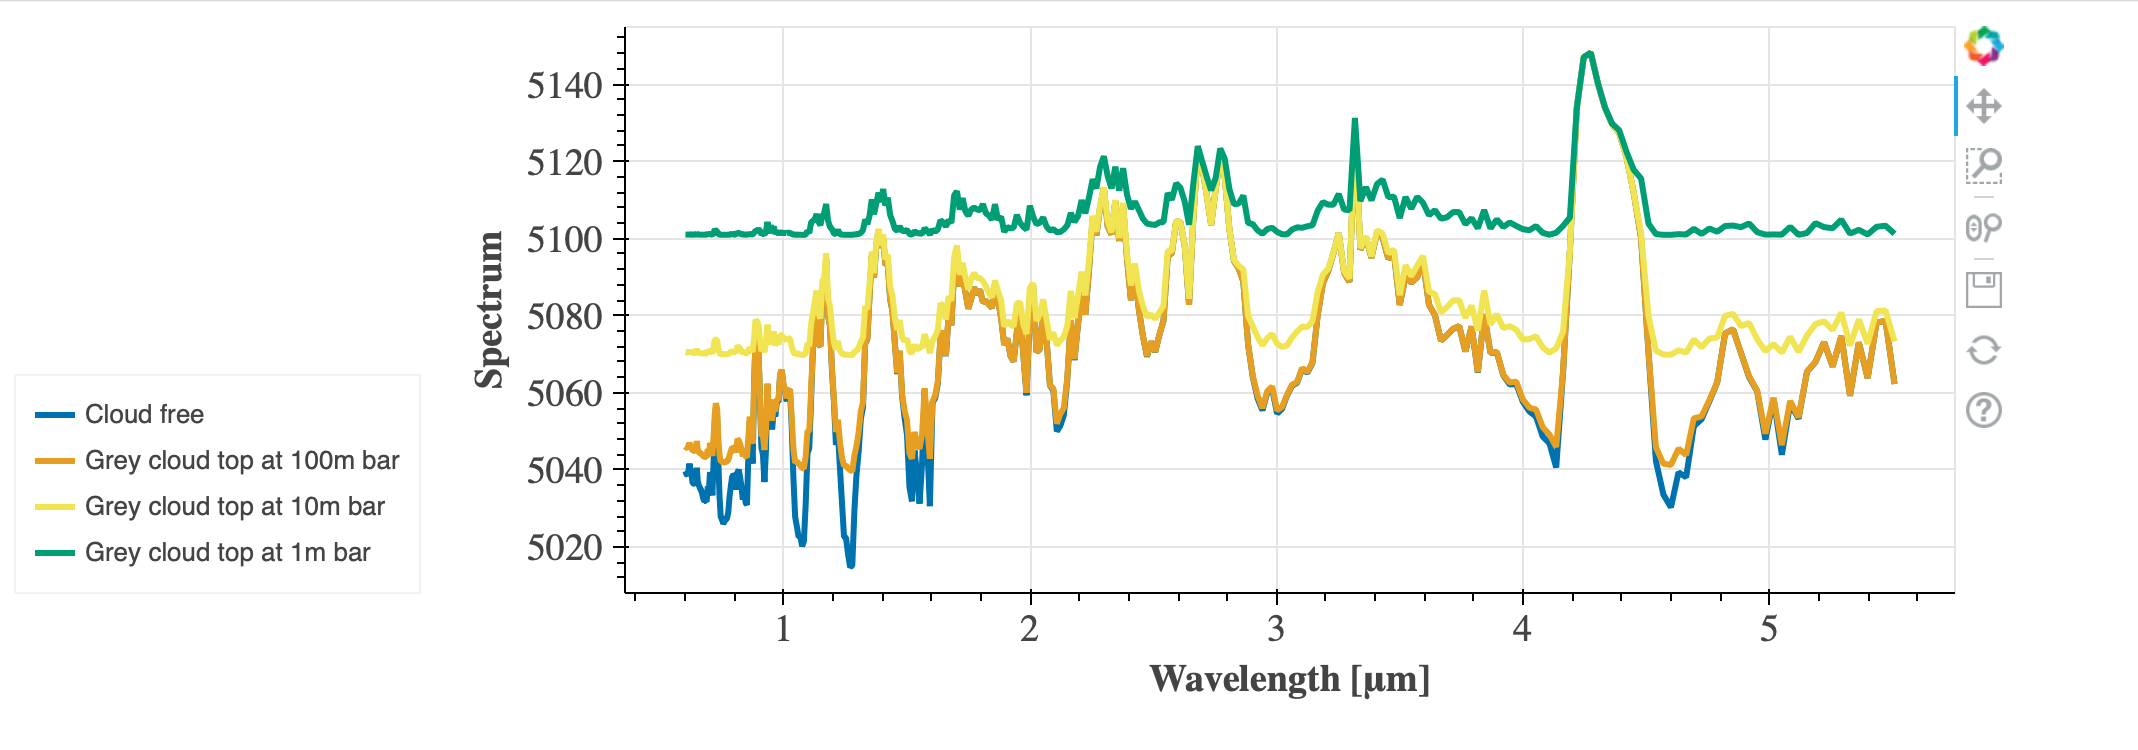 5140
5120
5100
5080
5060
5040
5020
Spectrum
1 2 3 4 5
Wavelength [μm]
Cloud free
Grey cloud top at 100m bar
Grey cloud top at 10m bar
Grey cloud top at 1m bar